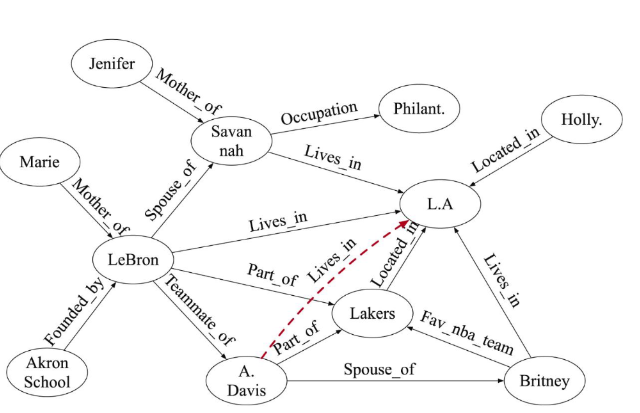 Jenifer
Mother_of
Occupation
Philant.
Holly.
Savan
nah
Located_in
Lives_in
Marie
Mother_of
Spouse_of
L.A
Lives_in
LeBron
Lives_in
Located_in
Lives_in
Part_of
Founded_by
Teammate_of
Lakers
Fav_nba_team
Part_of
Akron
School
A.
Davis
Spouse_of
Britney